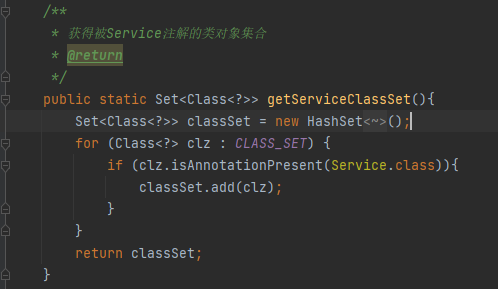 /**
* 获得被Service注解的类对象集合
* @return
*/
public static Set<Class<?>> getServiceClassSet(){
Set<Class<?>> classSet = new HashSet<~>();
for (Class<?> clz : CLASS_SET) {
if (clz.isAnnotationPresent(Service.class)){
classSet.add(clz);
}
}
return classSet;
}